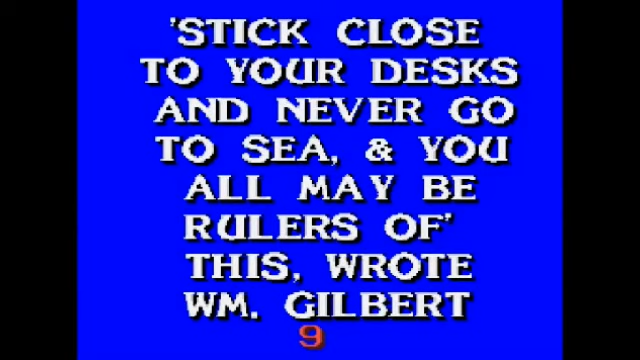 'STICK CLOSE
TO YOUR DESKS
AND NEVER GO
TO SEA, & YOU
ALL MAY BE
RULERS OF'
THIS, WROTE
WM. GILBERT
9